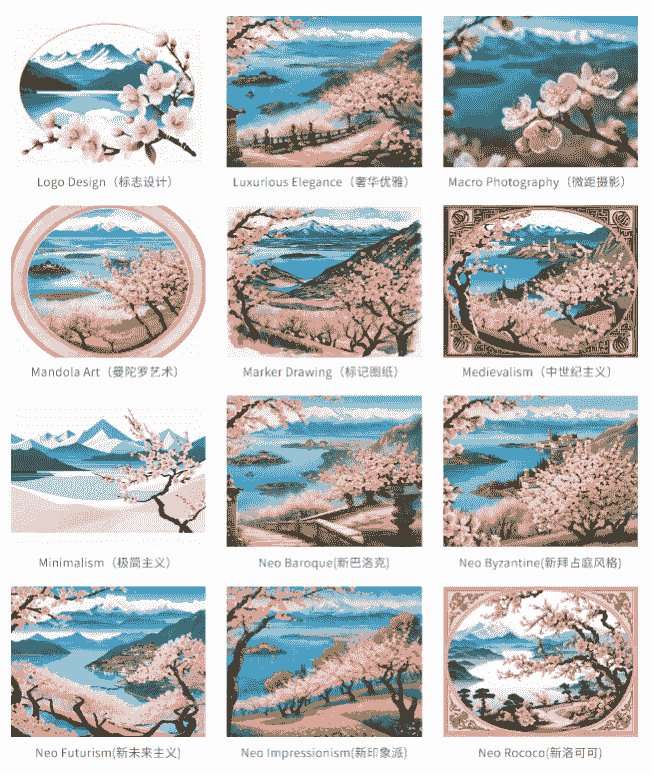 Logo Design（标志设计）
Luxurious Elegance（奢华优雅）
Macro Photography（微距摄影）
Mandola Art（曼陀罗艺术）
Marker Drawing（标记图纸）
Medievalism（中世纪主义）
Minimalism（极简主义）
Neo Baroque(新巴洛克)
Neo Byzantine(新拜占庭风格)
Neo Futurism(新未来主义)
Neo Impressionism(新印象派)
Neo Rococo(新洛可可)